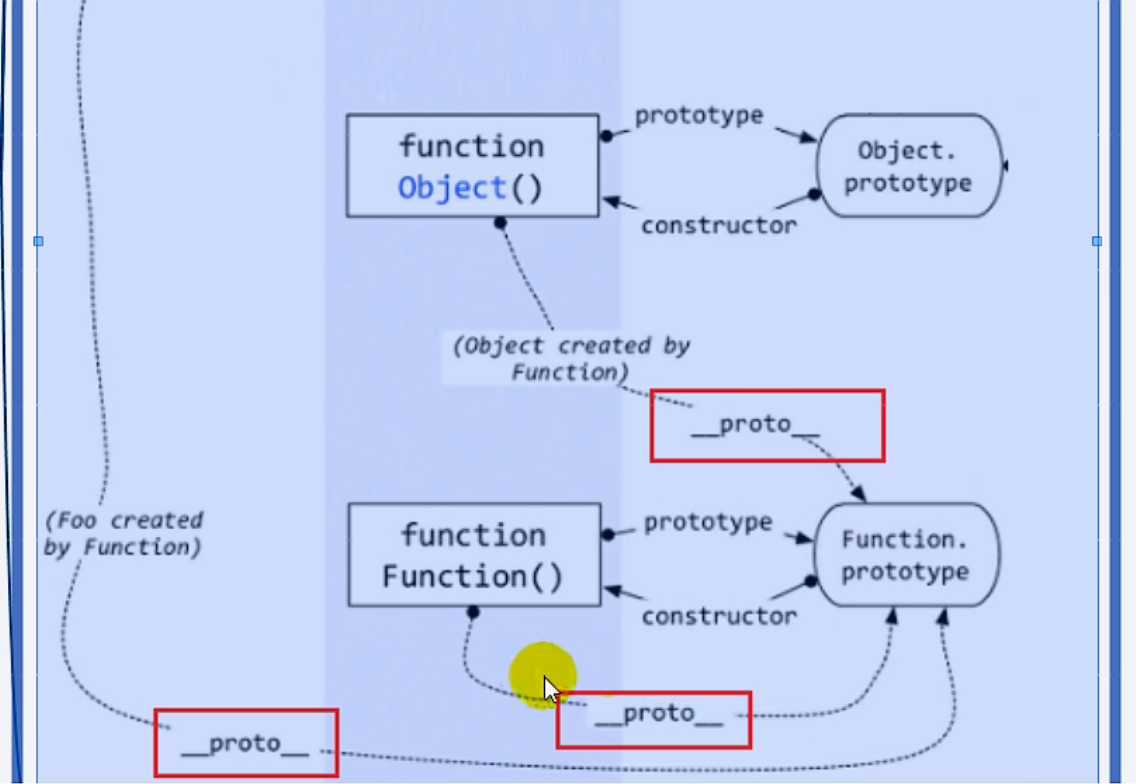 prototype
function
Object()
Object.
prototype
constructor
(Object created by
Function)
__proto__
(Foo created
by Function)
function
Function()
prototype
Function.
prototype
constructor
__proto__
__proto__